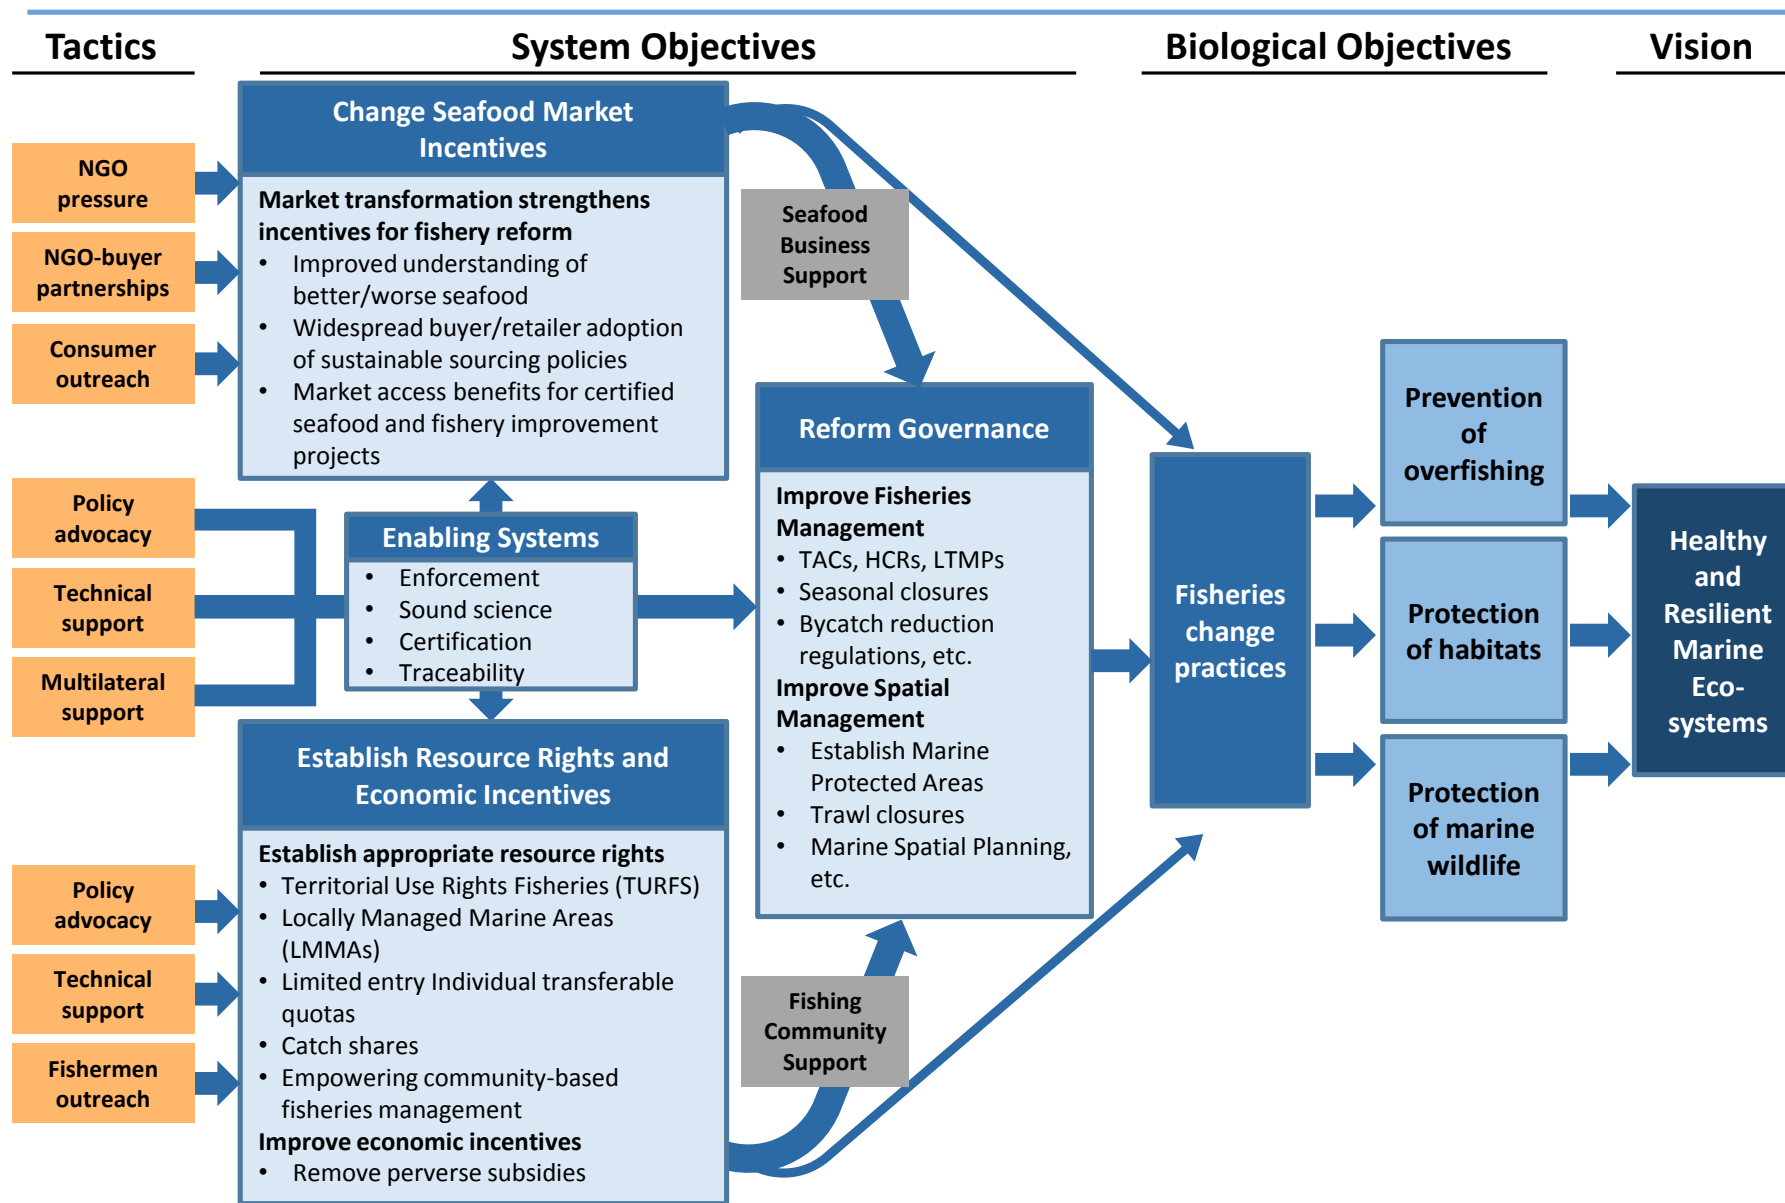 Tactics
System Objectives
Biological Objectives
Vision
NGO
pressure
NGO-buyer
partnerships
Consumer
outreach
Policy
advocacy
Technical
support
Multilateral
support
Policy
advocacy
Technical
support
Fishermen
outreach
Change Seafood Market
Incentives
Market transformation strengthens
incentives for fishery reform
• Improved understanding of
better/worse seafood
• Widespread buyer/retailer adoption
of sustainable sourcing policies
• Market access benefits for certified
seafood and fishery improvement
projects
Enabling Systems
• Enforcement
• Sound science
• Certification
• Traceability
Establish Resource Rights and
Economic Incentives
Establish appropriate resource rights
• Territorial Use Rights Fisheries (TURFS)
• Locally Managed Marine Areas
(LMMAs)
• Limited entry Individual transferable
quotas
• Catch shares
• Empowering community-based
fisheries management
Improve economic incentives
• Remove perverse subsidies
Seafood
Business
Support
Reform Governance
Improve Fisheries
Management
• TACs, HCRs, LTMPs
• Seasonal closures
• Bycatch reduction
regulations, etc.
Improve Spatial
Management
• Establish Marine
Protected Areas
• Trawl closures
• Marine Spatial Planning,
etc.
Fishing
Community
Support
Fisheries
change
practices
Prevention
of
overfishing
Protection
of habitats
Protection
of marine
wildlife
Healthy
and
Resilient
Marine
Eco-
systems